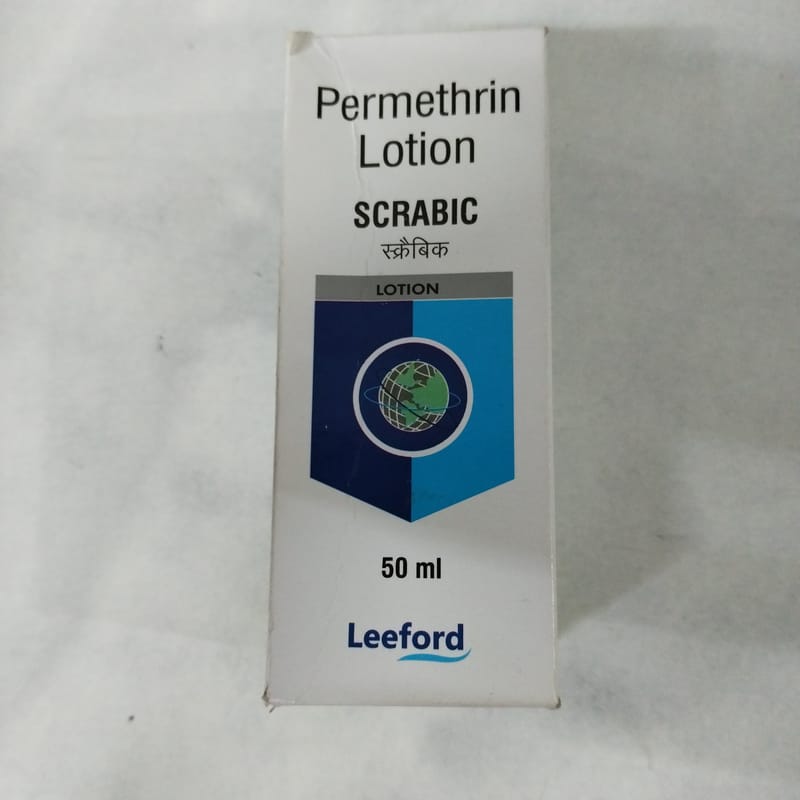 Permethrin
Lotion
SCRABIC
स्क्रैबिक
LOTION
50 ml
Leeford